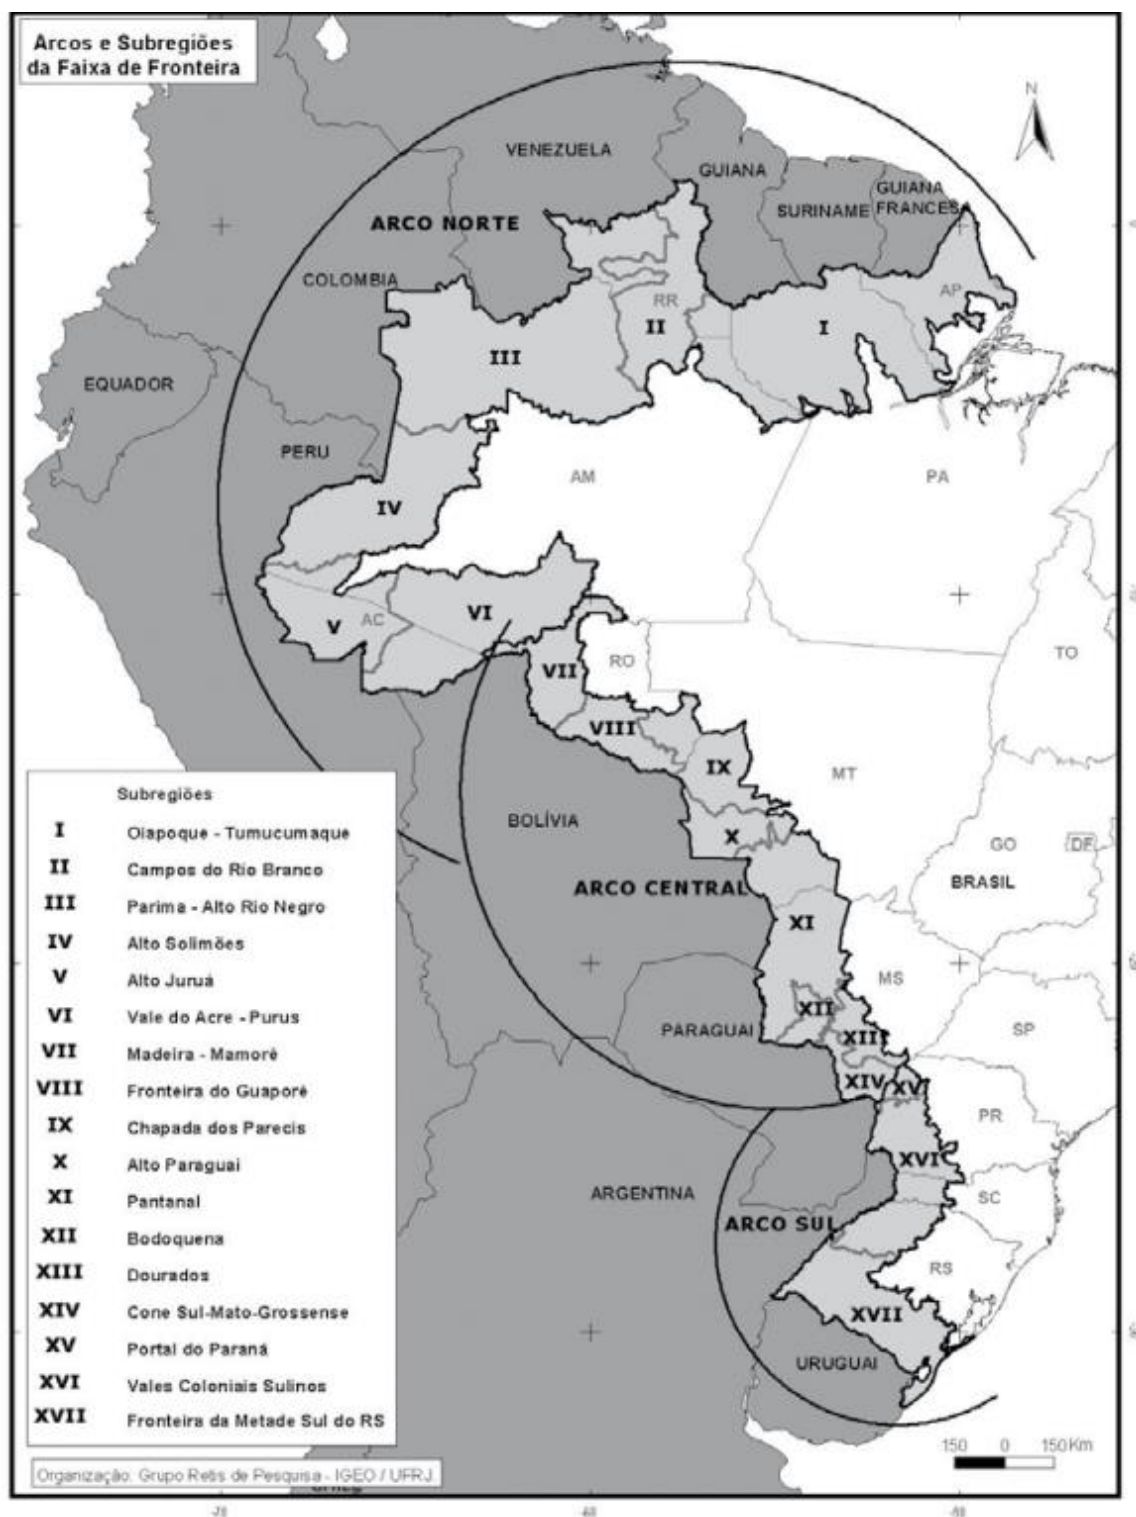 Arcos e Subregiões
da Faixa de Fronteira
N
VENEZUELA
GUIANA
GUIANA
FRANCESA
SURINAME
ARCO NORTE
COLOMBIA
AP
RR
I
II
III
EQUADOR
PERU
AM
PA
IV
VI
AC
V
TO
RO
VII
VIII
IX
MT
BOLÍVIA
X
GO
DF
BRASIL
ARCO CENTRAL
XI
MS
XII
SP
PARAGUAI
XIII
XIV
XV
PR
XVI
ARGENTINA
SC
ARCO SUL
RS
XVII
URUGUAI
Subregiões
I Oiapoque - Tumucumaque
II Campos do Rio Branco
III Parima - Alto Rio Negro
IV Alto Solimões
V Alto Juruá
VI Vale do Acre - Purus
VII Madeira - Mamoré
VIII Fronteira do Guaporé
IX Chapada dos Parecis
X Alto Paraguai
XI Pantanal
XII Bodoquena
XIII Dourados
XIV Cone Sul-Mato-Grossense
XV Portal do Paraná
XVI Vales Coloniais Sulinos
XVII Fronteira da Metade Sul do RS
150 0 150 Km
Organização: Grupo Retis de Pesquisa - IGEO / UFRJ